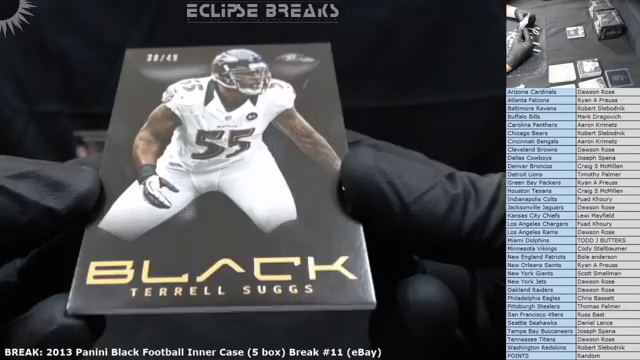 ECLIPSE BREAKS
38/49
55
BLACK
TERRELL SUGGS
Arizona Cardinals Dawson Rose
Atlanta Falcons Ryan A Preuss
Baltimore Ravens Robert Slebodnik
Buffalo Bills Mark Dragovich
Carolina Panthers Aaron Krimetz
Chicago Bears Robert Slebodnik
Cincinnati Bengals Aaron Krimetz
Cleveland Browns Dawson Rose
Dallas Cowboys Joseph Spena
Denver Broncos Craig S McMillen
Detroit Lions Timothy Palmer
Green Bay Packers Ryan A Preuss
Houston Texans Craig S McMillen
Indianapolis Colts Fuad Khoury
Jacksonville Jaguars Dawson Rose
Kansas City Chiefs Lewi Mayfield
Los Angeles Chargers Fuad Khoury
Los Angeles Rams Dawson Rose
Miami Dolphins TODD J BUTTERS
Minnesota Vikings Cody Stallbaumer
New England Patriots Bole anderson
New Orleans Saints Ryan A Preuss
New York Giants Scott Smallman
New York Jets Dawson Rose
Oakland Raiders Dawson Rose
Philadelphia Eagles Chris Bassett
Pittsburgh Steelers Thomas Palmer
San Francisco 49ers Russ East
Seattle Seahawks Daniel Lance
Tampa Bay Buccaneers Joseph Spena
Tennessee Titans Dawson Rose
Washington Redskins Robert Slebodnik
POINTS Random
BREAK: 2013 Panini Black Football Inner Case (5 box) Break #11 (eBay)